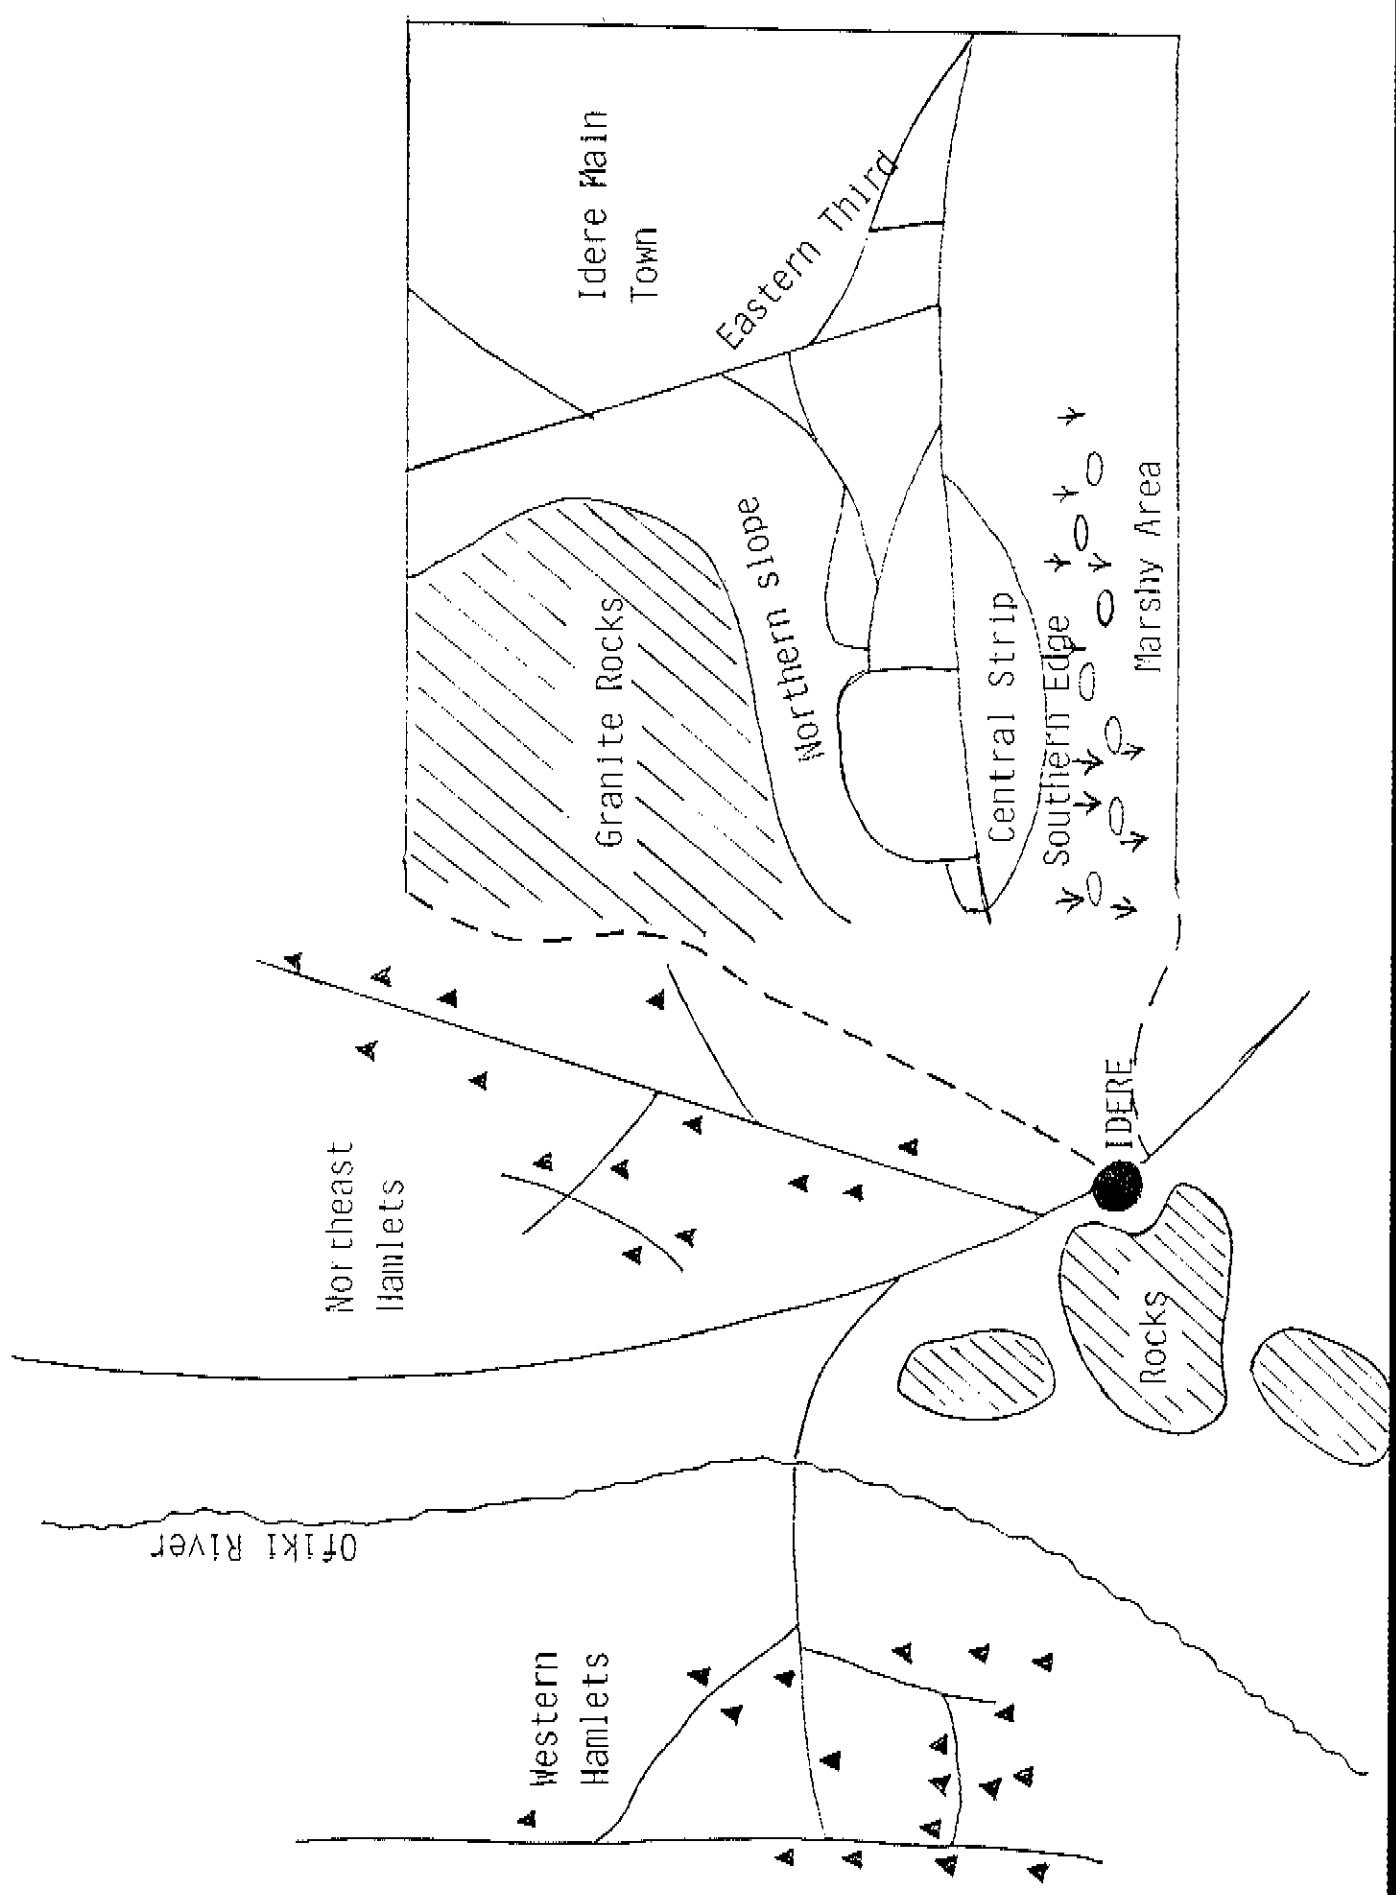 Idere Main
Town
Eastern Third
Granite Rocks
Northern slope
Central Strip
Southern Edge
Marshy Area
IDERE
Northeast
Hamlets
Rocks
Ofiki River
Western
Hamlets